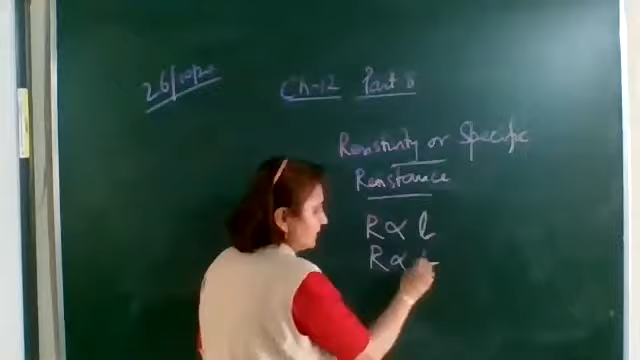 Ch-12 Part 8
Resistivity or Specific
Resistance
R ∝ l
R ∝